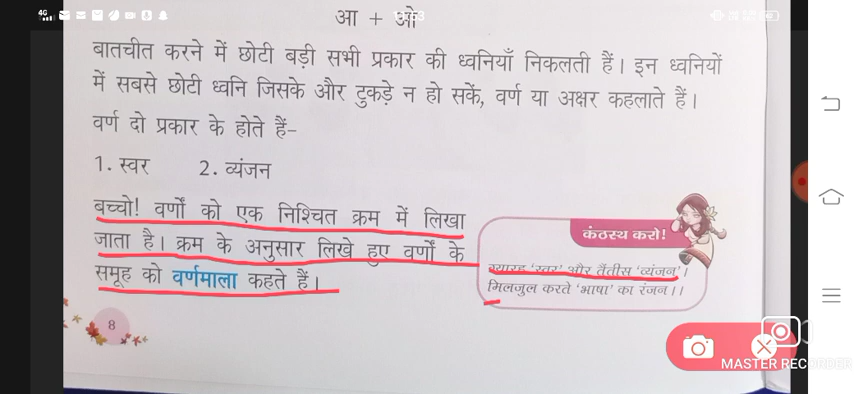 4G
आ + ओ
बातचीत करने में छोटी बड़ी सभी प्रकार की ध्वनियाँ निकलती हैं। इन ध्वनियों
में सबसे छोटी ध्वनि जिसके और टुकड़े न हो सकें, वर्ण या अक्षर कहलाते हैं।
वर्ण दो प्रकार के होते हैं-
1. स्वर 2. व्यंजन
बच्चो! वर्णों को एक निश्चित क्रम में लिखा
जाता है। क्रम के अनुसार लिखे हुए वर्णों के
समूह को वर्णमाला कहते हैं।
कंठस्थ करो!
ग्यारह 'स्वर' और तैंतीस 'व्यंजन'।
मिलजुल करते 'भाषा' का रंजन।।
8
MASTER RECORDER